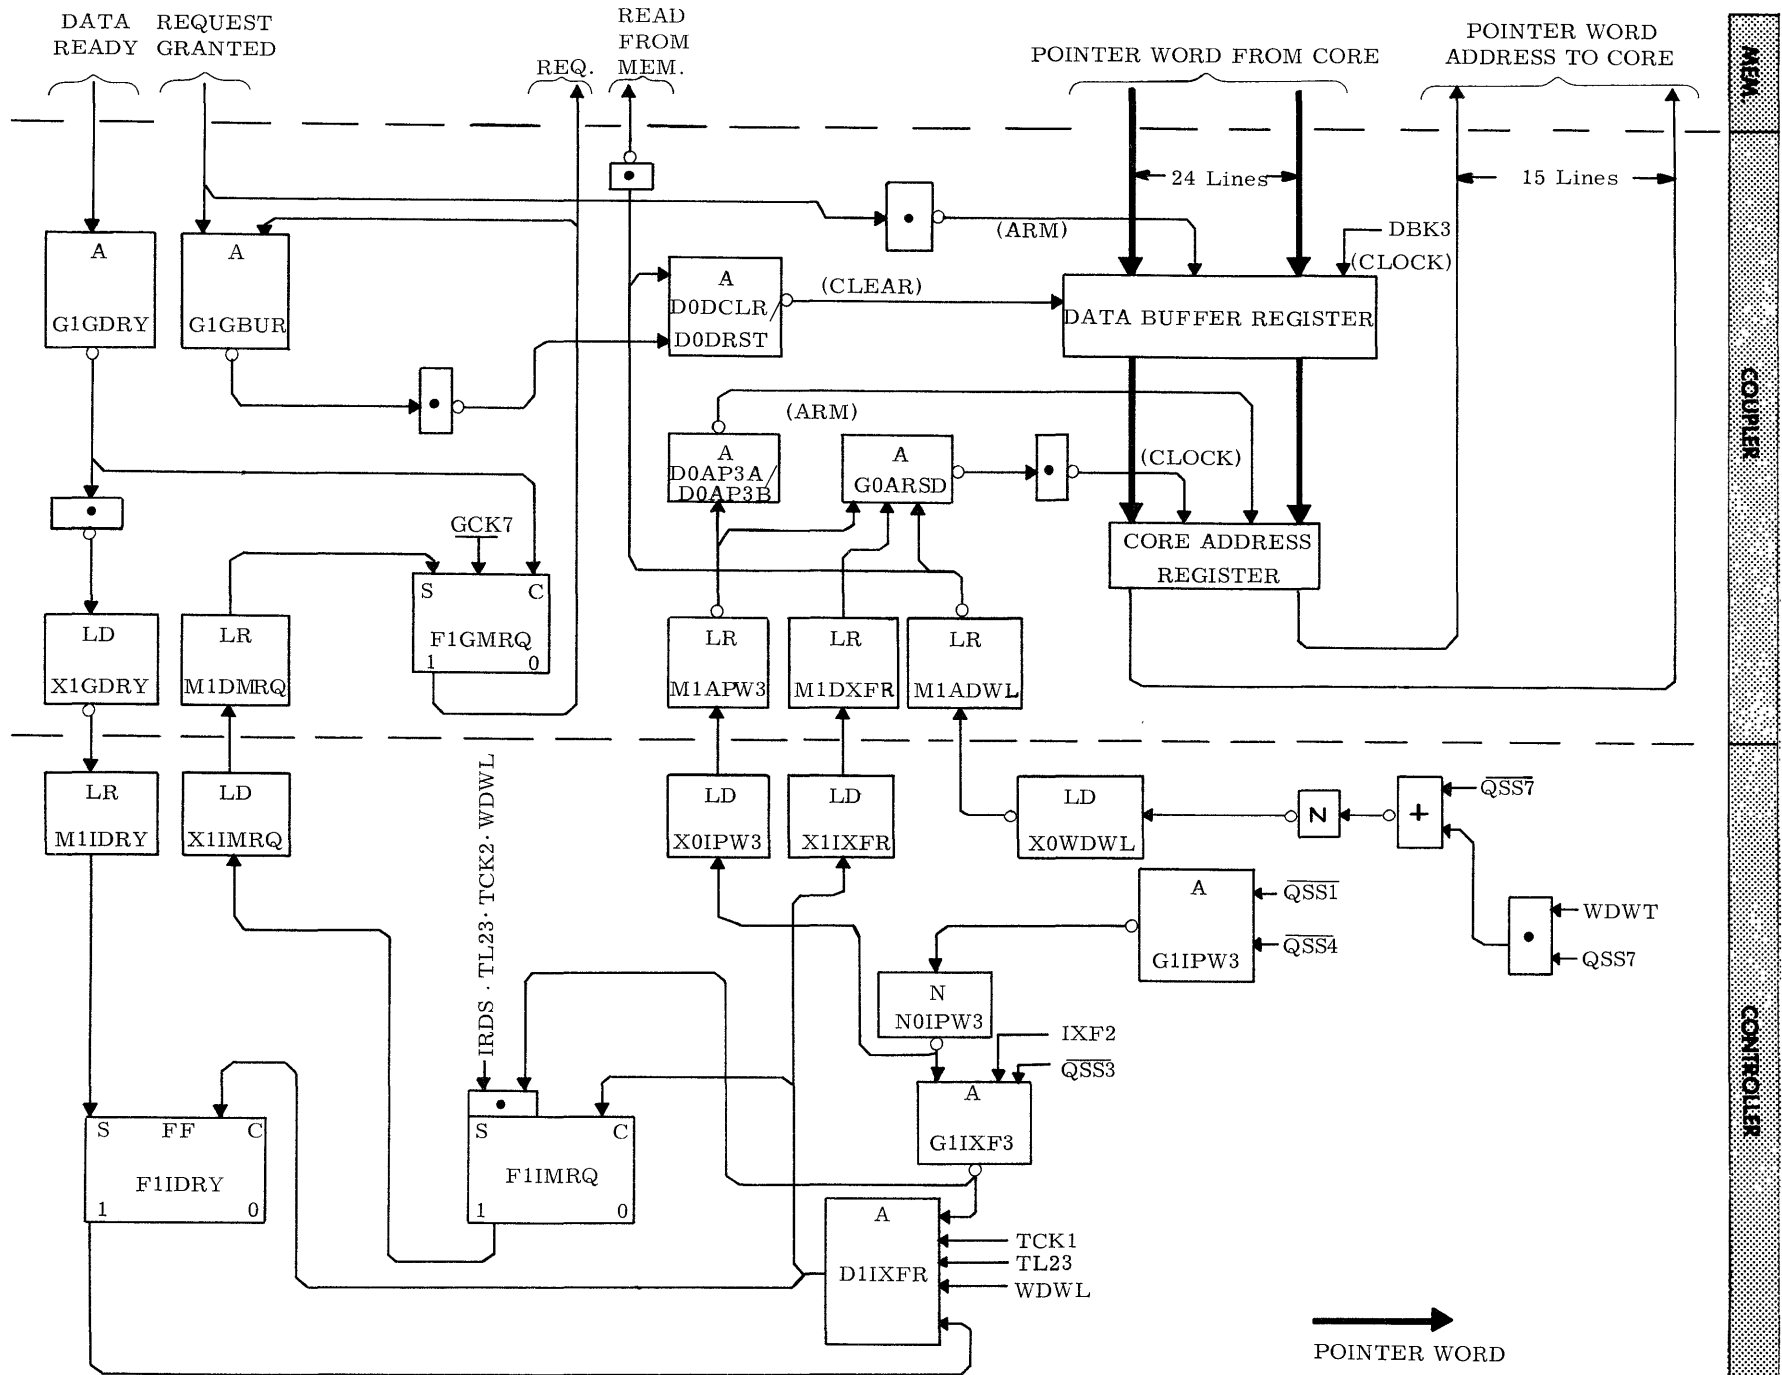 DATA
READY
REQUEST
GRANTED
REQ.
READ
FROM
MEM.
POINTER WORD FROM CORE
POINTER WORD
ADDRESS TO CORE
MEM.
24 Lines
15 Lines
(ARM)
DBK3
(CLOCK)
A
G1GDRY
A
G1GBUR
A
D0DCLR/
D0DRST
(CLEAR)
DATA BUFFER REGISTER
COUPLER
(ARM)
A
D0AP3A/
D0AP3B
A
G0ARSD
(CLOCK)
GCK7
CORE ADDRESS
REGISTER
S
C
F1GMRQ
1
0
LD
X1GDRY
LR
M1DMRQ
LR
M1APW3
LR
M1DXFR
LR
M1ADWL
LR
M1IDRY
LD
X1IMRQ
IRDS · TL23 · TCK2 · WDWL
LD
X0IPW3
LD
X1IXFR
LD
X0WDWL
Z
+
QSS7
A
G1IPW3
QSS1
QSS4
WDWT
QSS7
N
N0IPW3
IXF2
QSS3
CONTROLLER
A
G1IXF3
S
FF
C
F1IDRY
1
0
S
C
F1IMRQ
1
0
A
D1IXFR
TCK1
TL23
WDWL
POINTER WORD